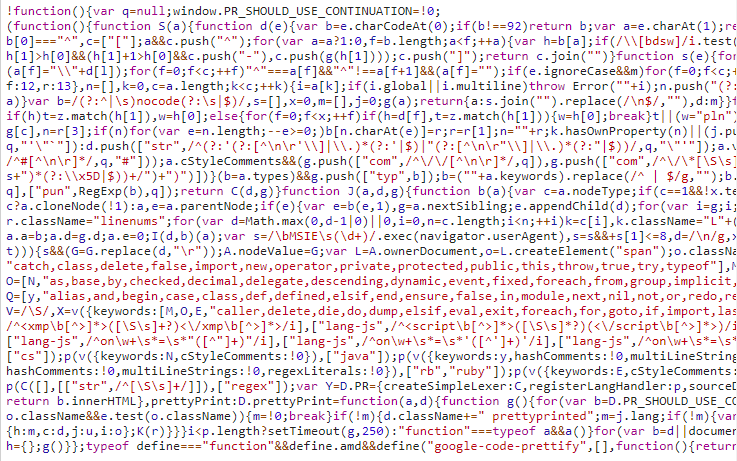 !function(){var q=null;window.PR_SHOULD_USE_CONTINUATION=!0;
(function(){function S(a){function d(e){var b=e.charCodeAt(0);if(b!==92)return b;var a=e.charAt(1);re
b[0]==="^",c=["["];a&&c.push("^");for(var a=a?1:0,f=b.length;a<f;++a){var h=b[a];if(/\\[bdsw]/i.test(
h[1]>h[0]&&(h[1]+1>h[0]&&c.push("-"),c.push(g(h[1])));c.push("]");return c.join("")}function s(e){for
(a[f]="\\"+d[l]);for(f=0;f<c;++f)"^"===a[f]&&"^"!==a[f+1]&&(a[f]="");if(e.ignoreCase&&m)for(f=0;f<c;+
f:12,r:13},n=[],k=0,c=a.length;k<c;++k){i=a[k];if(i.global||i.multiline)throw Error(""+i);n.push("(?:
a)}var b=/(?:^|\s)nocode(?:\s|$)/,s=[],x=0,m=[],j=0;g(a);return{a:s.join("").replace(/\n$/,""),d:m}}f
if(h)t=z.match(h[1]),w=h[0];else{for(f=0;f<x;++f)if(h=d[f],t=z.match(h[1])){w=h[0];break}t||(w="pln")
g[c],n=r[3];if(n)for(var e=n.length;--e>=0;)b[n.charAt(e)]=r;r=r[1];n=""+r;k.hasOwnProperty(n)||(j.pu
q,"'\"`"]):d.push(["str",/^(?:'(?:[^\n\r'\\]|\\.)*(?:'|$)|"(?:[^\n\r"\\]|\\.)*(?:"|$))/,q,"\"'"]);a.v
/^#[^\n\r]*/,q,"#"]));a.cStyleComments&&(g.push(["com",/^\/\/[^\n\r]*/,q]),g.push(["com",/^\/\*[\S\s]
s+")*(?:\\x5D|$))+/")+")")])}(b=a.types)&&g.push(["typ",b]);b=(""+a.keywords).replace(/^ | $/g,"");b.
q],["pun",RegExp(b),q]);return C(d,g)}function J(a,d,g){function b(a){var c=a.nodeType;if(c==1&&!x.te
c?a.cloneNode(!1):a,e=a.parentNode;if(e){var e=b(e,1),g=a.nextSibling;e.appendChild(d);for(var i=g;i;
r.className="linenums";for(var d=Math.max(0,d-1|0)||0,i=0,n=c.length;i<n;++i)k=c[i],k.className="L"+(
a.a=b;a.d=g.d;a.e=0;I(d,b)(a);var s=/\bMSIE\s(\d+)/.exec(navigator.userAgent),s=s&&+s[1]<=8,d=/\n/g,x
t))){s&&(G=G.replace(d,"\r"));A.nodeValue=G;var L=A.ownerDocument,o=L.createElement("span");o.classNa
"catch,class,delete,false,import,new,operator,private,protected,public,this,throw,true,try,typeof"],M
O=[N,"as,base,by,checked,decimal,delegate,descending,dynamic,event,fixed,foreach,from,group,implicit,
Q=[y,"alias,and,begin,case,class,def,defined,elsif,end,ensure,false,in,module,next,nil,not,or,redo,re
V=/\S/,X=v({keywords:[M,O,E,"caller,delete,die,do,dump,elsif,eval,exit,foreach,for,goto,if,import,las
/^<xmp\b[^>]*>([\S\s]+?)<\/xmp\b[^>]*>/i],["lang-js",/^<script\b[^>]*>([\S\s]*?)(<\/script\b[^>]*>)/i
["lang-js",/^on\w+\s*=\s*"([^"]+)"/i],["lang-js",/^on\w+\s*=\s*'([^']+)'/i],["lang-js",/^on\w+\s*=\s*
["cs"]);p(v({keywords:N,cStyleComments:!0}),["java"]);p(v({keywords:y,hashComments:!0,multiLineString
hashComments:!0,multiLineStrings:!0,regexLiterals:!0}),["rb","ruby"]);p(v({keywords:E,cStyleComments:
p(C([],[["str",/^[\S\s]+/]]),["regex"]);var Y=D.PR={createSimpleLexer:C,registerLangHandler:p,sourceD
return b.innerHTML},prettyPrint:D.prettyPrint=function(a,d){function g(){for(var b=D.PR_SHOULD_USE_CO
o.className&&e.test(o.className)){m=!0;break}if(!m){d.className+=" prettyprinted";m=j.lang;if(!m){var
{h:m,c:d,j:u,i:o};K(r)}}}i<p.length?setTimeout(g,250):"function"===typeof a&&a()}for(var b=d||documen
h={};g()}};typeof define==="function"&&define.amd&&define("google-code-prettify",[],function(){return